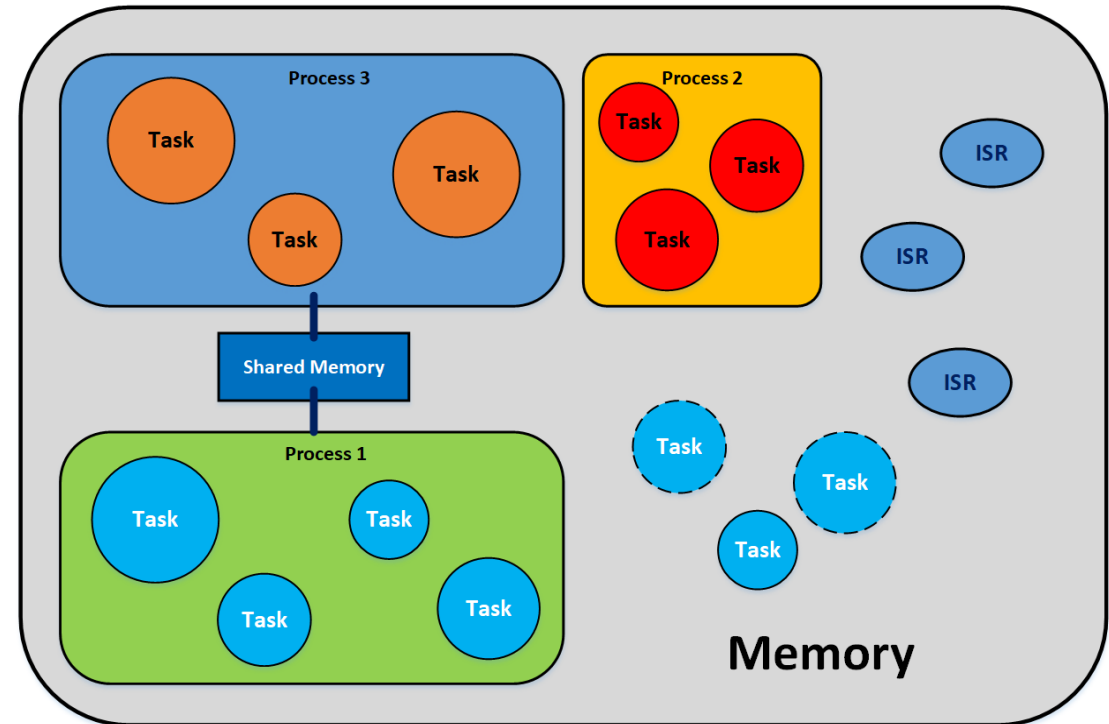 Process 3
Task
Task
Task
Process 2
Task
Task
Task
ISR
ISR
ISR
Shared Memory
Process 1
Task
Task
Task
Task
Task
Task
Task
Memory